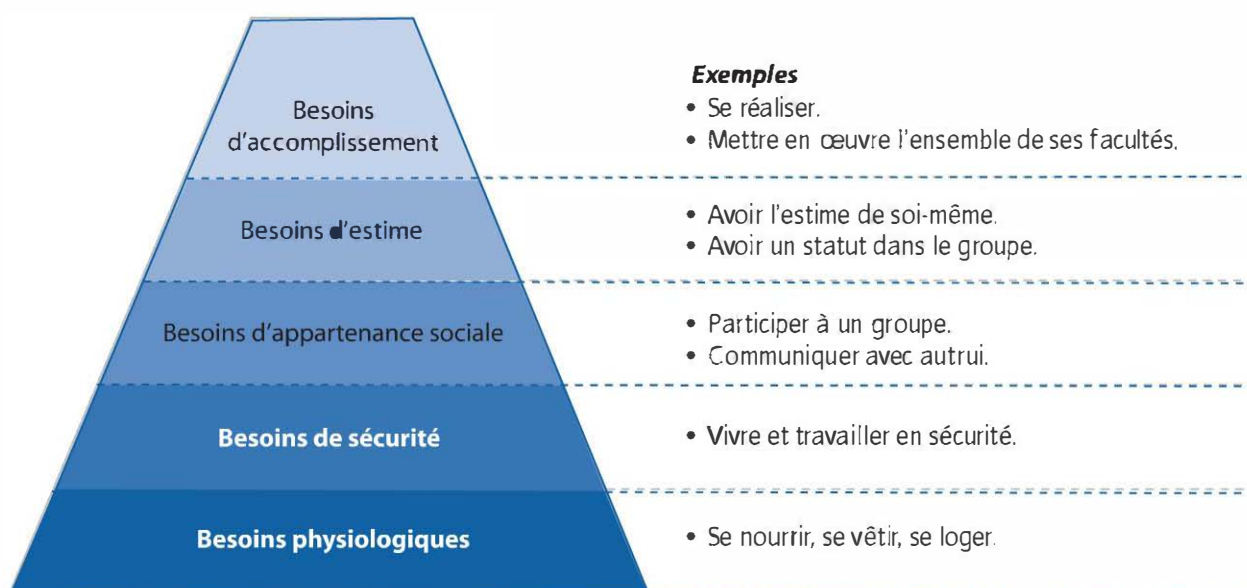 Exemples
Besoins
d'accomplissement
• Se réaliser.
• Mettre en œuvre l'ensemble de ses facultés.
Besoins d'estime
• Avoir l'estime de soi-même.
• Avoir un statut dans le groupe.
Besoins d'appartenance sociale
• Participer à un groupe.
• Communiquer avec autrui.
Besoins de sécurité
• Vivre et travailler en sécurité.
Besoins physiologiques
• Se nourrir, se vêtir, se loger.